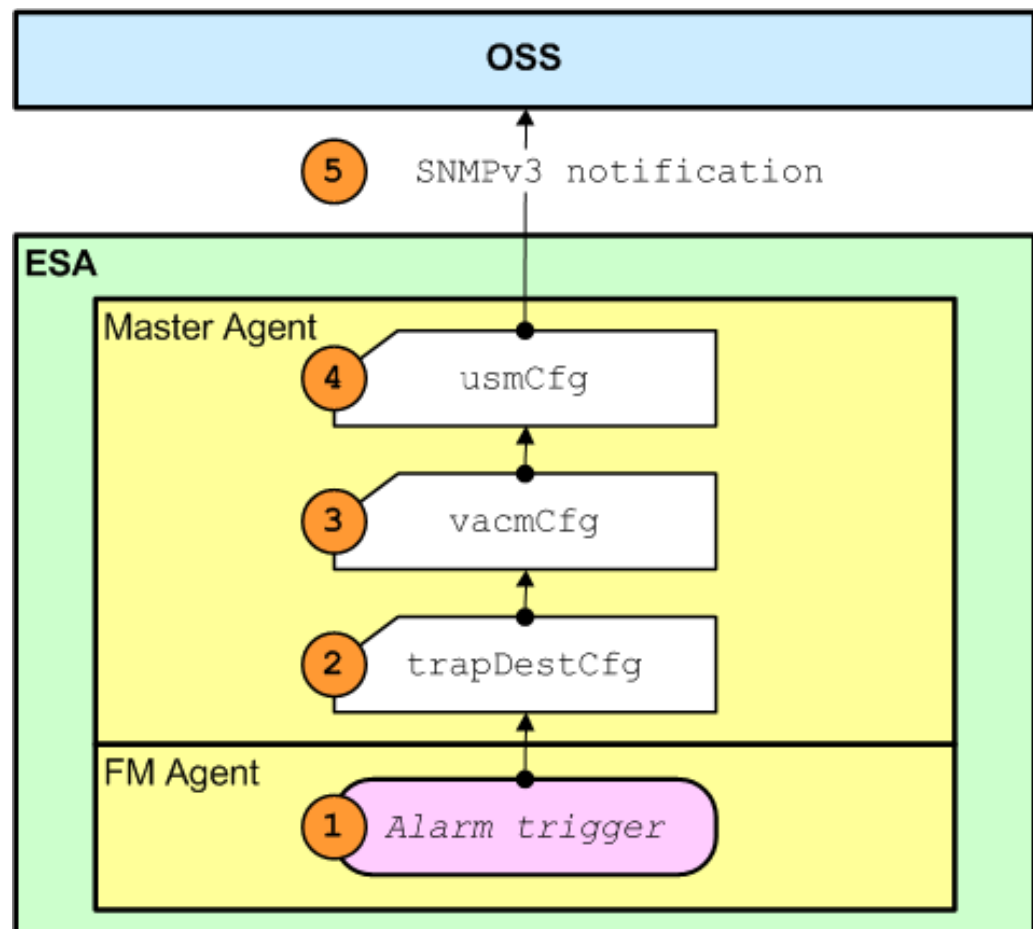 OSS
5 SNMPv3 notification
ESA
Master Agent
4 usmCfg
3 vacmCfg
2 trapDestCfg
FM Agent
1 Alarm trigger